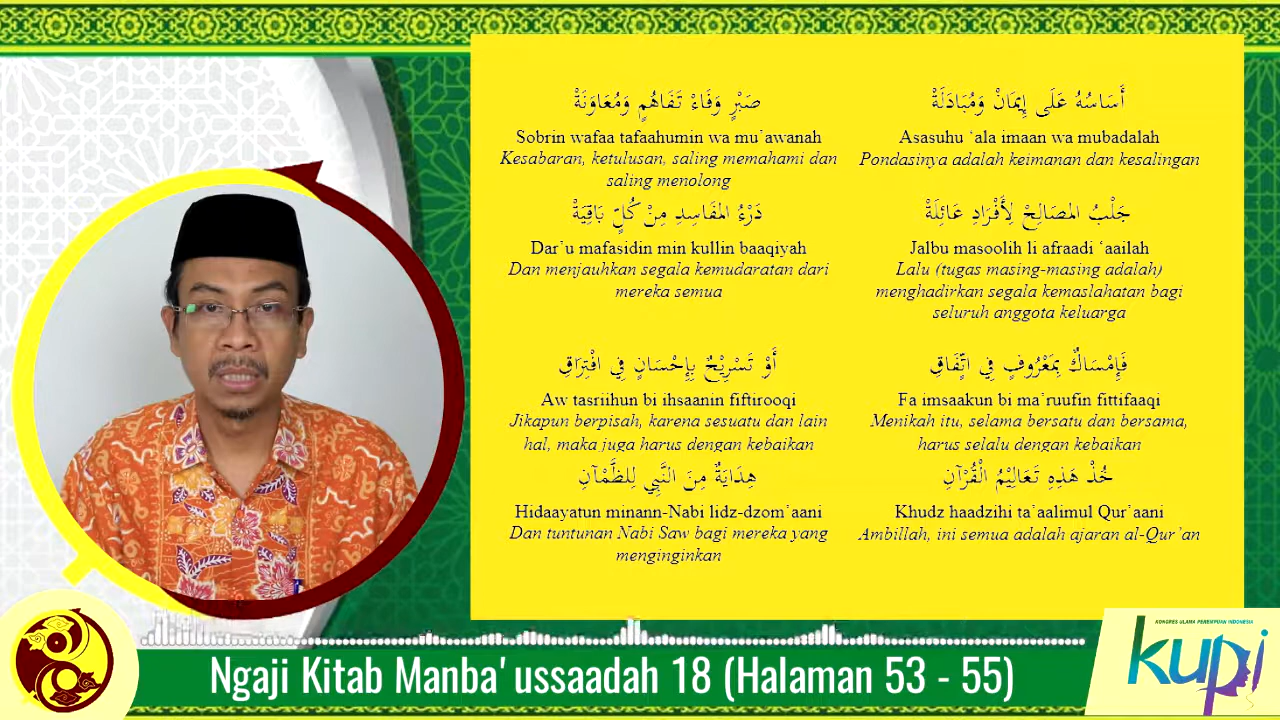 أَسَاسُهُ عَلَى إِيمَانْ وَمُبَادَلَةْ
Asasuhu ‘ala imaan wa mubadalah
Pondasinya adalah keimanan dan kesalingan
صَبْرٍ وَفَاءْ تَفَاهُمٍ وَمُعَاوَنَةْ
Sobrin wafaa tafaahumin wa mu’awanah
Kesabaran, ketulusan, saling memahami dan
saling menolong
جَلْبُ المصَالِحْ لِأَفْرَادِ عَائِلَةْ
Jalbu masoolih li afraadi ‘aailah
Lalu (tugas masing-masing adalah)
menghadirkan segala kemaslahatan bagi
seluruh anggota keluarga
دَرْءُ المفَاسِدِ مِنْ كُلٍّ بَاقِيَةْ
Dar’u mafasidin min kullin baaqiyah
Dan menjauhkan segala kemudaratan dari
mereka semua
فَإِمْسَاكٌ بِمَعْرُوفٍ فِي اتِّفَاقِ
Fa imsaakun bi ma’ruufin fittifaaqi
Menikah itu, selama bersatu dan bersama,
harus selalu dengan kebaikan
أَوْ تَسْرِيْحٌ بِإِحْسَانٍ فِي افْتِرَاقِ
Aw tasriihun bi ihsaanin fiftirooqi
Jikapun berpisah, karena sesuatu dan lain
hal, maka juga harus dengan kebaikan
خُذْ هَذِهِ تَعَالِيْمُ الْقُرْآنِ
Khudz haadzihi ta’aalimul Qur’aani
Ambillah, ini semua adalah ajaran al-Qur’an
هِدَايَةٌ مِنَ النَّبِي لِلظَّمْآنِ
Hidaayatun minann-Nabi lidz-dzom’aani
Dan tuntunan Nabi Saw bagi mereka yang
menginginkan
Ngaji Kitab Manba'ussaadah 18 (Halaman 53 - 55)
KONGRES ULAMA PEREMPUAN INDONESIA
kupi